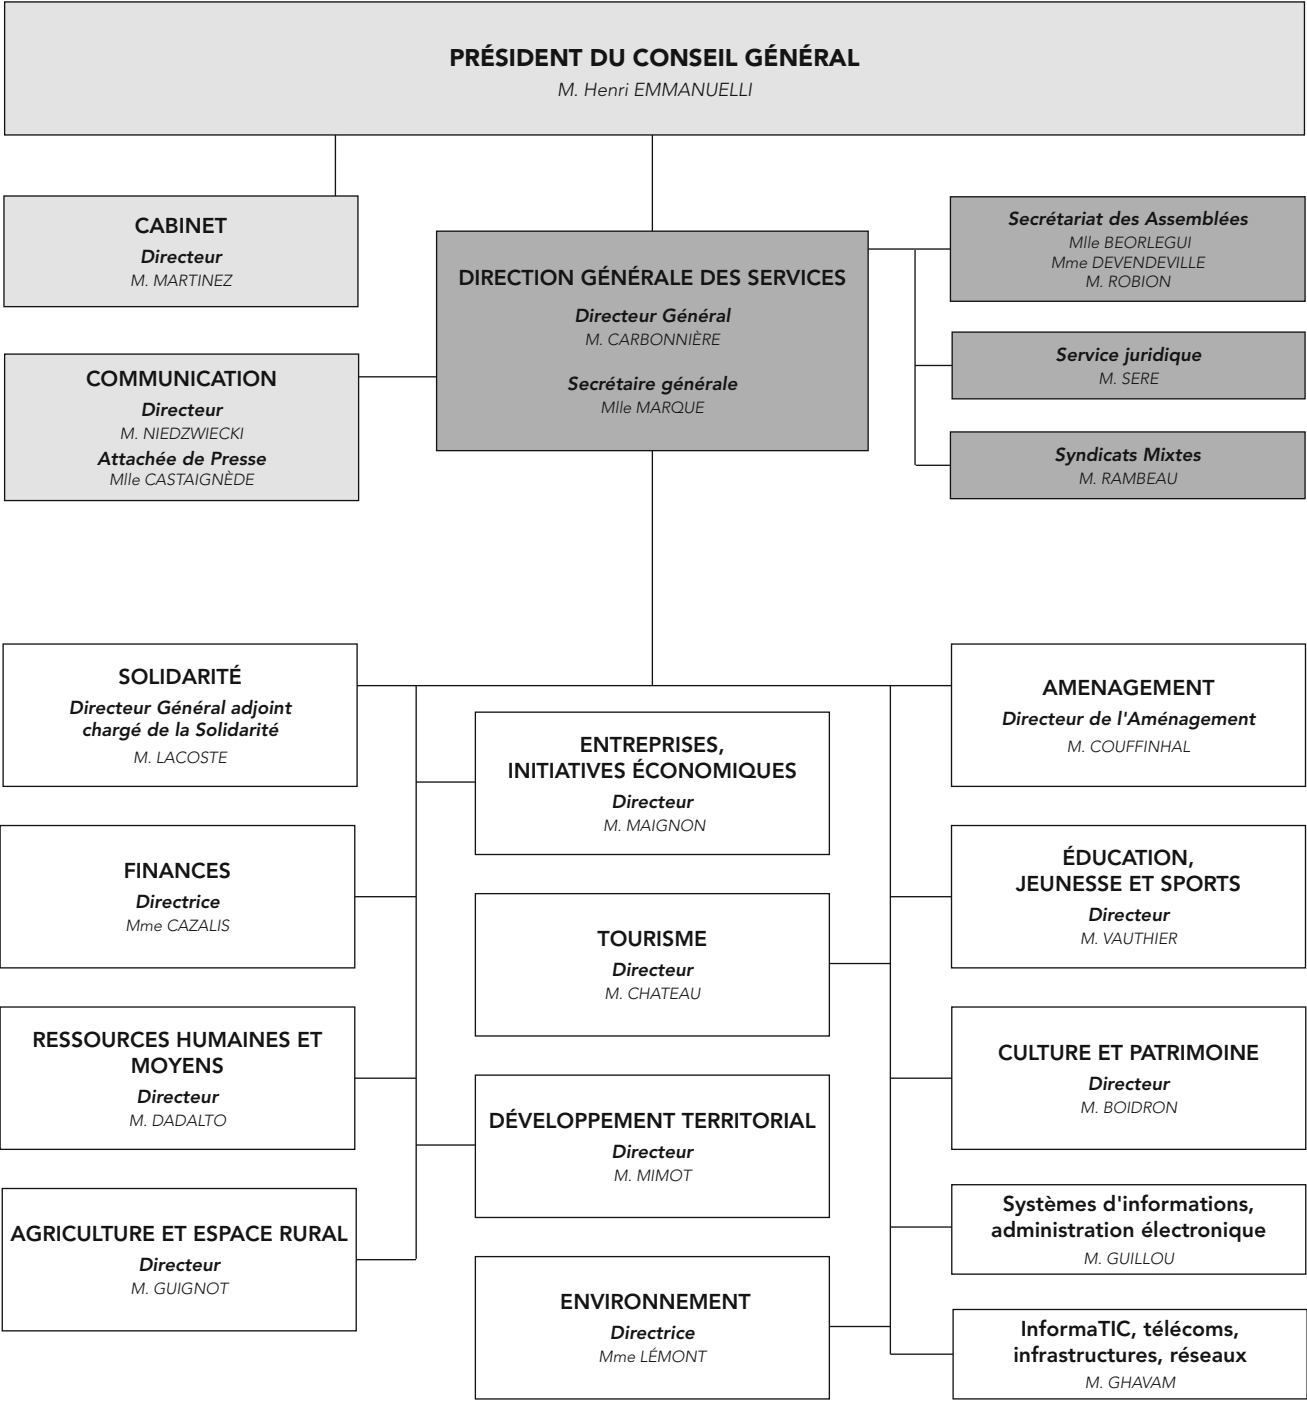 PRÉSIDENT DU CONSEIL GÉNÉRAL
M. Henri EMMANUELLI
CABINET
Directeur
M. MARTINEZ
COMMUNICATION
Directeur
M. NIEDZWIECKI
Attachée de Presse
Mlle CASTAIGNÈDE
DIRECTION GÉNÉRALE DES SERVICES
Directeur Général
M. CARBONNIÈRE
Secrétaire générale
Mlle MARQUE
Secrétariat des Assemblées
Mlle BEORLEGUI
Mme DEVENDEVILLE
M. ROBION
Service juridique
M. SERE
Syndicats Mixtes
M. RAMBEAU
SOLIDARITÉ
Directeur Général adjoint
chargé de la Solidarité
M. LACOSTE
FINANCES
Directrice
Mme CAZALIS
RESSOURCES HUMAINES ET
MOYENS
Directeur
M. DADALTO
AGRICULTURE ET ESPACE RURAL
Directeur
M. GUIGNOT
ENTREPRISES,
INITIATIVES ÉCONOMIQUES
Directeur
M. MAIGNON
TOURISME
Directeur
M. CHATEAU
DÉVELOPPEMENT TERRITORIAL
Directeur
M. MIMOT
ENVIRONNEMENT
Directrice
Mme LÉMONT
AMENAGEMENT
Directeur de l'Aménagement
M. COUFFINHAL
ÉDUCATION,
JEUNESSE ET SPORTS
Directeur
M. VAUTHIER
CULTURE ET PATRIMOINE
Directeur
M. BOIDRON
Systèmes d'informations,
administration électronique
M. GUILLOU
InformaTIC, télécoms,
infrastructures, réseaux
M. GHAVAM